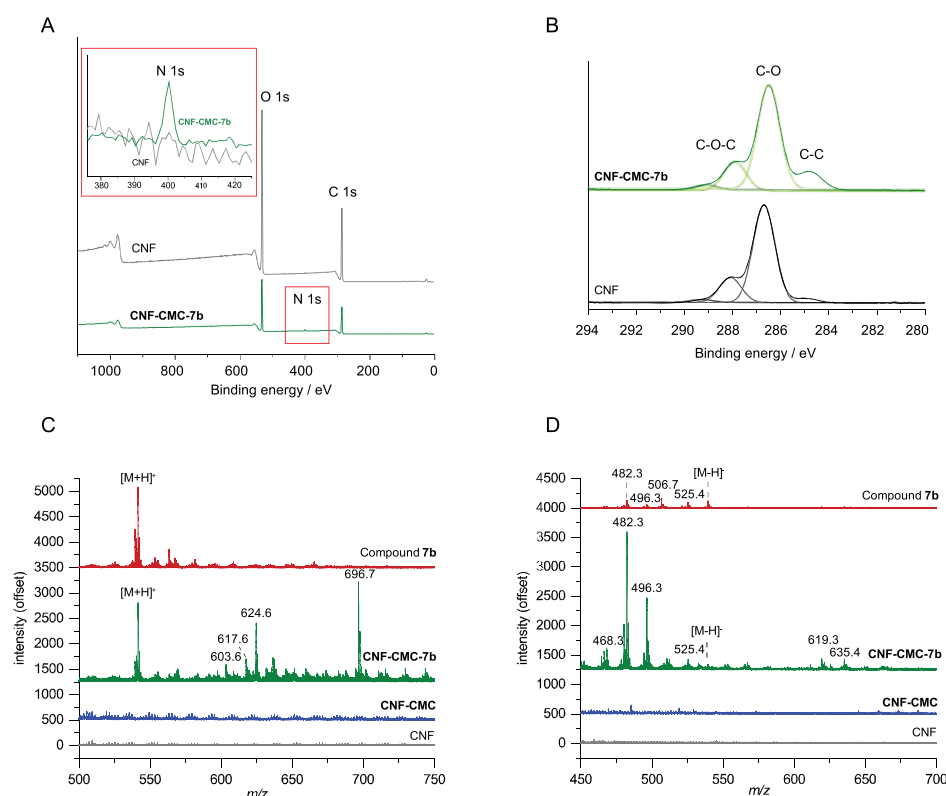 A
N 1s
CNF-CMC-7b
CNF
380 390 400 410 420
O 1s
C 1s
CNF
N 1s
CNF-CMC-7b
1000 800 600 400 200 0
Binding energy / eV
B
C-O
C-O-C
C-C
CNF-CMC-7b
CNF
294 292 290 288 286 284 282 280
Binding energy / eV
C
[M+H]+
5000
4500
4000
3500
Compound 7b
696.7
[M+H]+
3000
2500
2000
1500
624.6
617.6
603.6
CNF-CMC-7b
1000
CNF-CMC
500
CNF
0
500 550 600 650 700 750
m/z
intensity (offset)
D
482.3
[M-H]-
506.7
496.3
525.4
4500
Compound 7b
4000
482.3
3500
3000
2500
2000
1500
496.3
[M-H]-
468.3
525.4
619.3
635.4
CNF-CMC-7b
1000
CNF-CMC
500
CNF
0
450 500 550 600 650 700
m/z
intensity (offset)